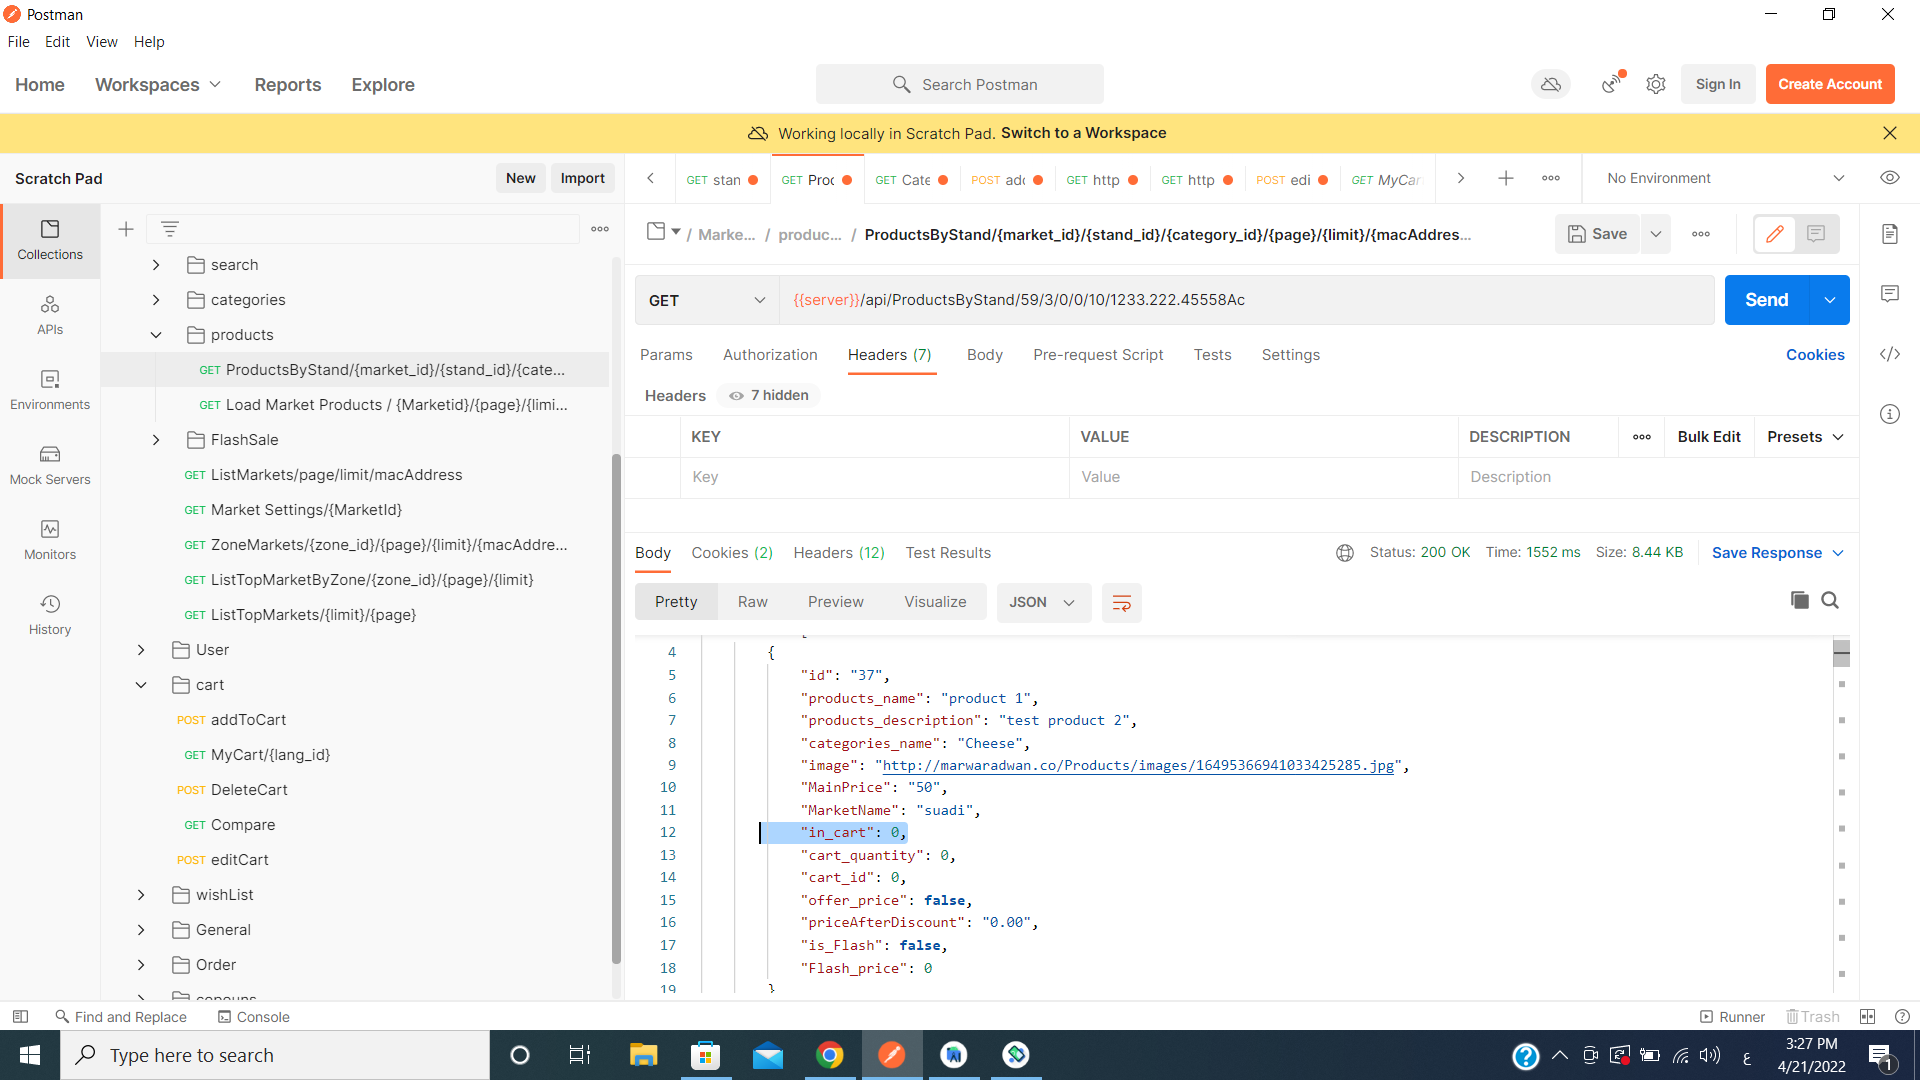 Postman
File Edit View Help
Home Workspaces Reports Explore Search Postman Sign In Create Account
Working locally in Scratch Pad. Switch to a Workspace
Scratch Pad New Import
GET stan GET Proc GET Cate POST adc GET http GET http POST edi GET MyCar No Environment
Collections
APIs
Environments
Mock Servers
Monitors
History
search
categories
products
GET ProductsByStand/{market_id}/{stand_id}/{cate...
GET Load Market Products / {Marketid}/{page}/{limi...
FlashSale
GET ListMarkets/page/limit/macAddress
GET Market Settings/{MarketId}
GET ZoneMarkets/{zone_id}/{page}/{limit}/{macAddre...
GET ListTopMarketByZone/{zone_id}/{page}/{limit}
GET ListTopMarkets/{limit}/{page}
User
cart
POST addToCart
GET MyCart/{lang_id}
POST DeleteCart
GET Compare
POST editCart
wishList
General
Order
/ Marke... / produc... / ProductsByStand/{market_id}/{stand_id}/{category_id}/{page}/{limit}/{macAddres... Save
GET {{server}}/api/ProductsByStand/59/3/0/0/10/1233.222.45558Ac Send
Params Authorization Headers (7) Body Pre-request Script Tests Settings Cookies
Headers 7 hidden
KEY VALUE DESCRIPTION Bulk Edit Presets
Key Value Description
Body Cookies (2) Headers (12) Test Results Status: 200 OK Time: 1552 ms Size: 8.44 KB Save Response
Pretty Raw Preview Visualize JSON
4 {
5 "id": "37",
6 "products_name": "product 1",
7 "products_description": "test product 2",
8 "categories_name": "Cheese",
9 "image": "http://marwaradwan.co/Products/images/16495366941033425285.jpg",
10 "MainPrice": "50",
11 "MarketName": "suadi",
12 "in_cart": 0,
13 "cart_quantity": 0,
14 "cart_id": 0,
15 "offer_price": false,
16 "priceAfterDiscount": "0.00",
17 "is_Flash": false,
18 "Flash_price": 0
19 }
Find and Replace Console Runner Trash
Type here to search
ع
3:27 PM
4/21/2022
1